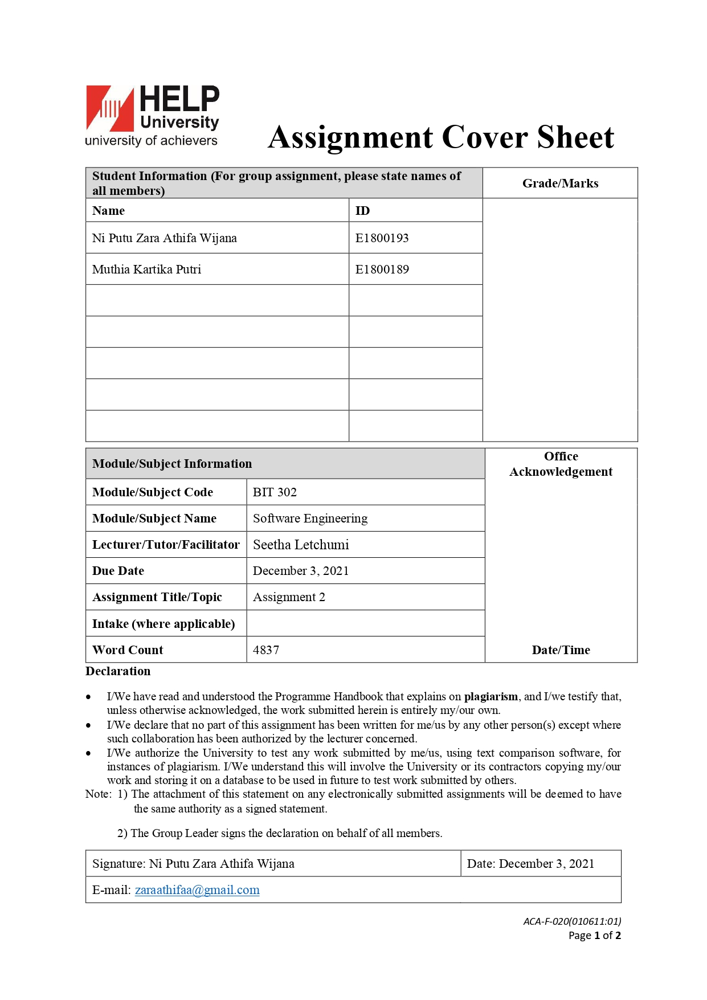 HELP
University
university of achievers
Assignment Cover Sheet
Student Information (For group assignment, please state names of
all members)
Grade/Marks
Name
ID
Ni Putu Zara Athifa Wijana
E1800193
Muthia Kartika Putri
E1800189
Module/Subject Information
Office
Acknowledgement
Module/Subject Code
BIT 302
Module/Subject Name
Software Engineering
Lecturer/Tutor/Facilitator
Seetha Letchumi
Due Date
December 3, 2021
Assignment Title/Topic
Assignment 2
Intake (where applicable)
Word Count
4837
Date/Time
Declaration
• I/We have read and understood the Programme Handbook that explains on plagiarism, and I/we testify that,
unless otherwise acknowledged, the work submitted herein is entirely my/our own.
• I/We declare that no part of this assignment has been written for me/us by any other person(s) except where
such collaboration has been authorized by the lecturer concerned.
• I/We authorize the University to test any work submitted by me/us, using text comparison software, for
instances of plagiarism. I/We understand this will involve the University or its contractors copying my/our
work and storing it on a database to be used in future to test work submitted by others.
Note: 1) The attachment of this statement on any electronically submitted assignments will be deemed to have
the same authority as a signed statement.
2) The Group Leader signs the declaration on behalf of all members.
Signature: Ni Putu Zara Athifa Wijana
Date: December 3, 2021
E-mail: zaraathifaa@gmail.com
ACA-F-020(010611:01)
Page 1 of 2